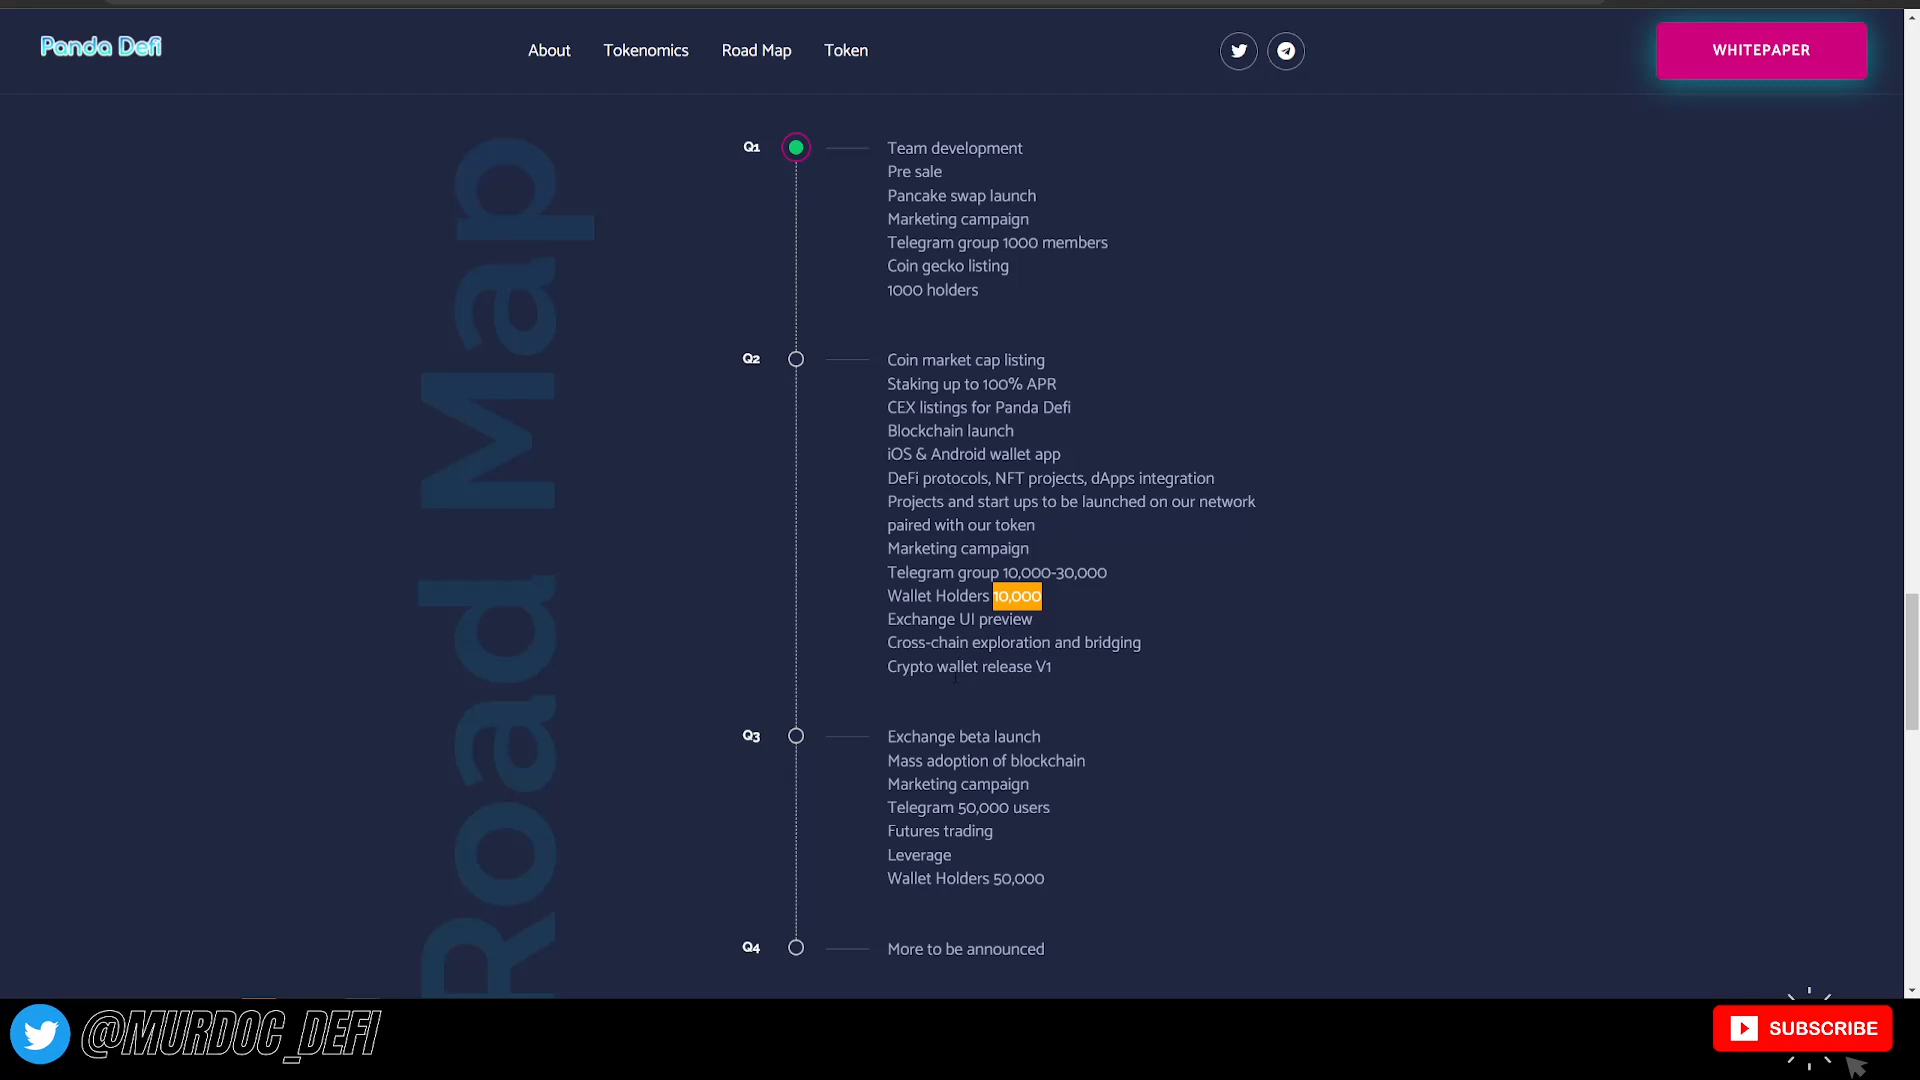 Panda Defi
About
Tokenomics
Road Map
Token
WHITEPAPER
Road Map
Q1
Team development
Pre sale
Pancake swap launch
Marketing campaign
Telegram group 1000 members
Coin gecko listing
1000 holders
Q2
Coin market cap listing
Staking up to 100% APR
CEX listings for Panda Defi
Blockchain launch
iOS & Android wallet app
DeFi protocols, NFT projects, dApps integration
Projects and start ups to be launched on our network
paired with our token
Marketing campaign
Telegram group 10,000-30,000
Wallet Holders 10,000
Exchange UI preview
Cross-chain exploration and bridging
Crypto wallet release V1
Q3
Exchange beta launch
Mass adoption of blockchain
Marketing campaign
Telegram 50,000 users
Futures trading
Leverage
Wallet Holders 50,000
Q4
More to be announced
@MURDOC_DEFI
SUBSCRIBE